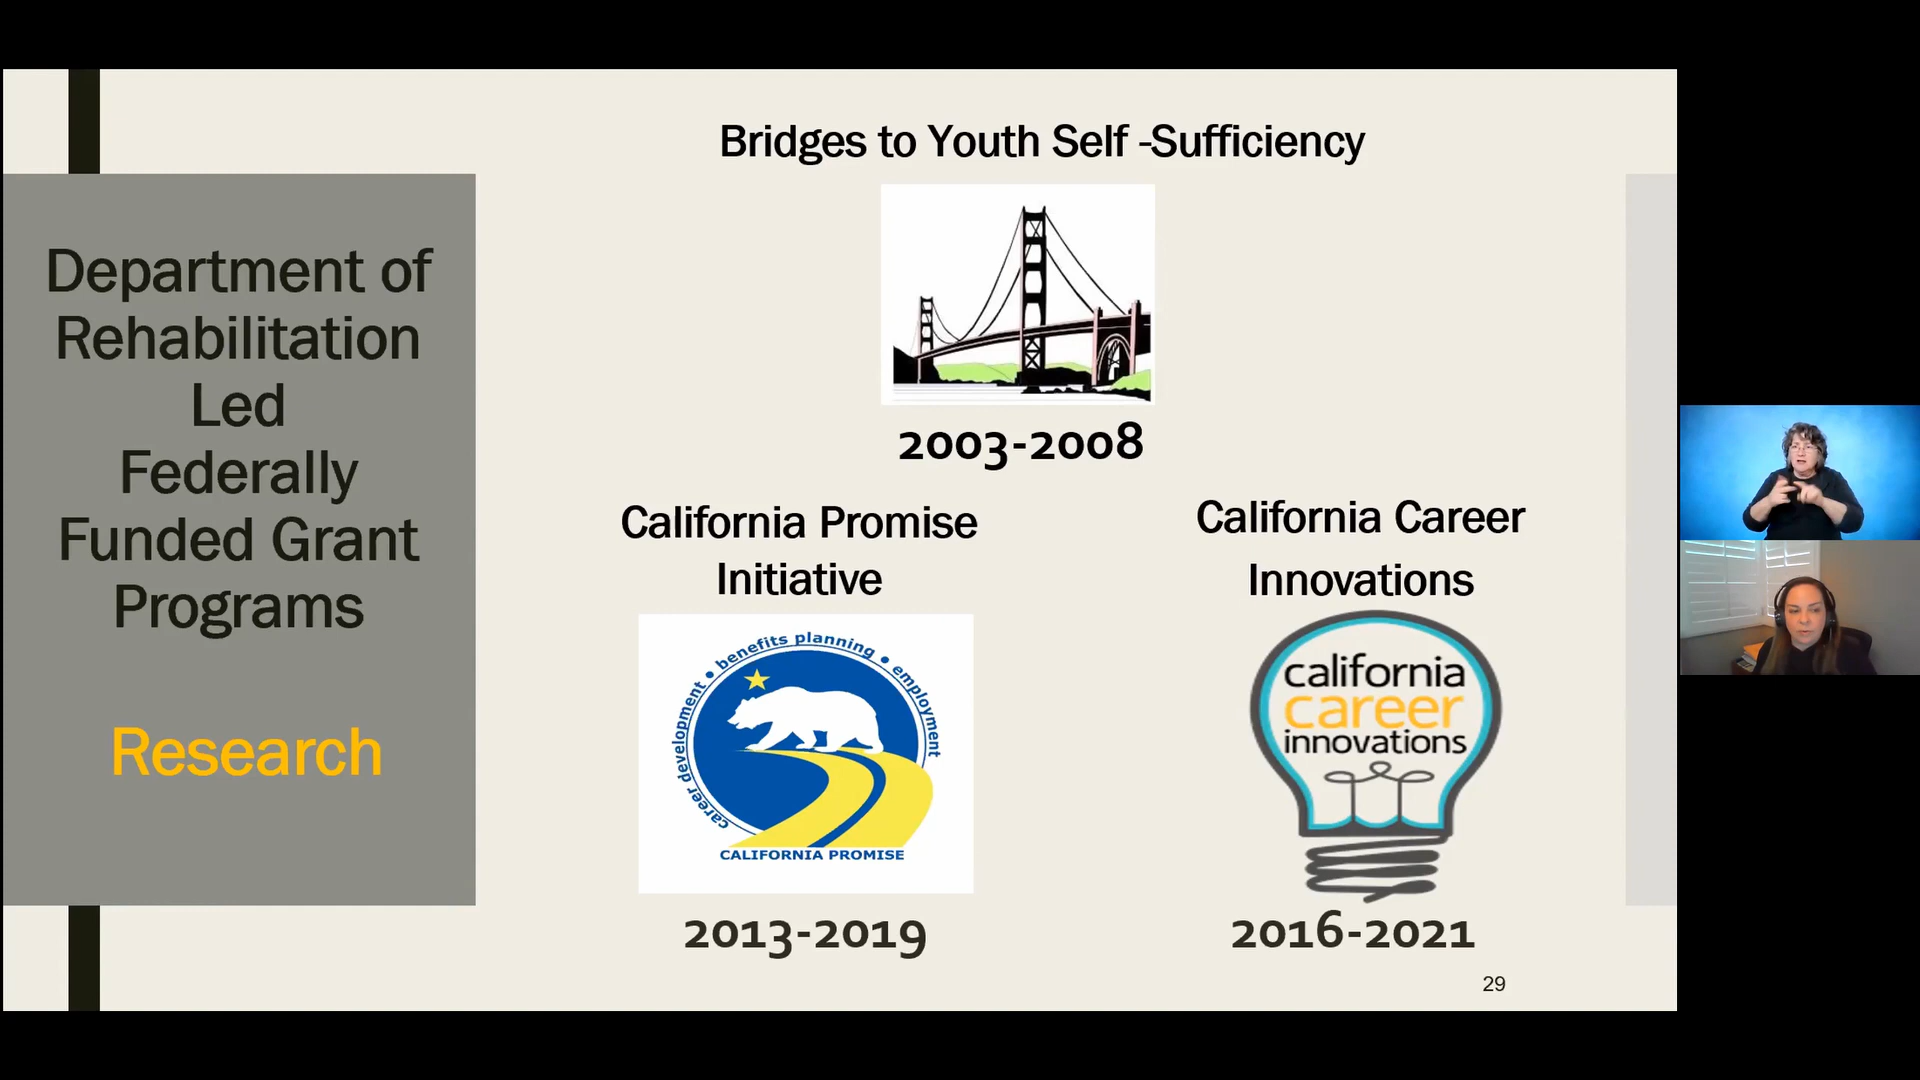 Department of
Rehabilitation
Led
Federally
Funded Grant
Programs
Research
Bridges to Youth Self -Sufficiency
2003-2008
California Promise
Initiative
career development • benefits planning • employment
CALIFORNIA PROMISE
2013-2019
California Career
Innovations
california
career
innovations
2016-2021
29